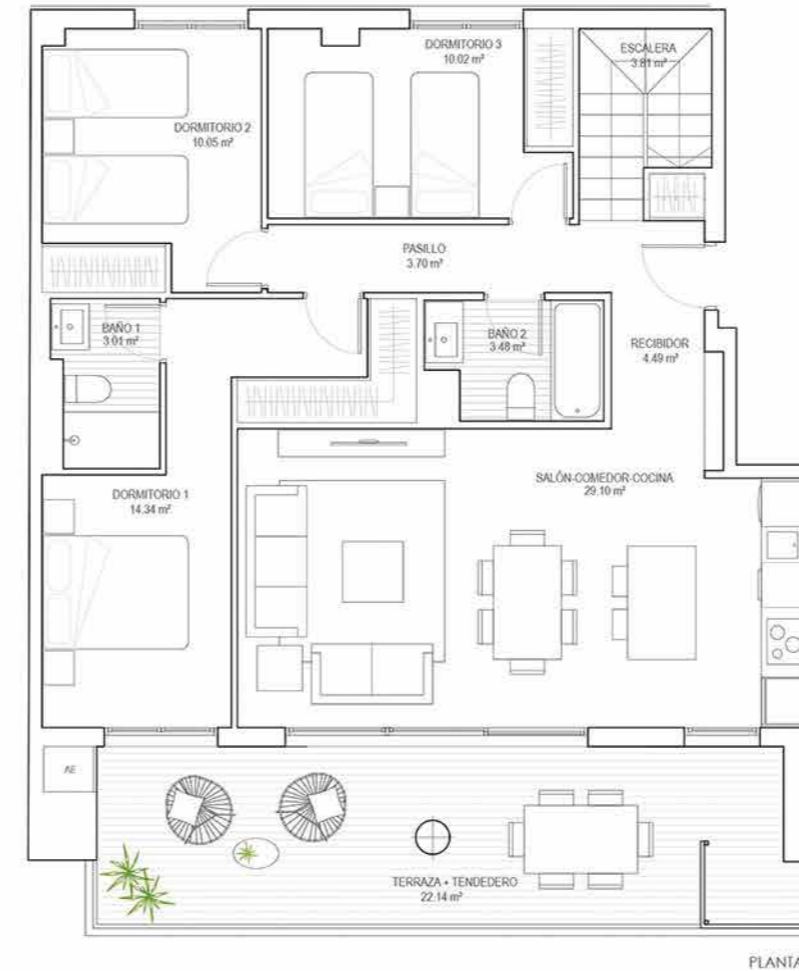 DORMITORIO 3
10.02 m²
ESCALERA
3.81 m²
DORMITORIO 2
10.05 m²
PASILLO
3.70 m²
BAÑO 1
3.01 m²
BAÑO 2
3.48 m²
RECIBIDOR
4.49 m²
SALÓN-COMEDOR-COCINA
29.10 m²
DORMITORIO 1
14.34 m²
AE
TERRAZA + TENDEDERO
22.14 m²
PLANTA